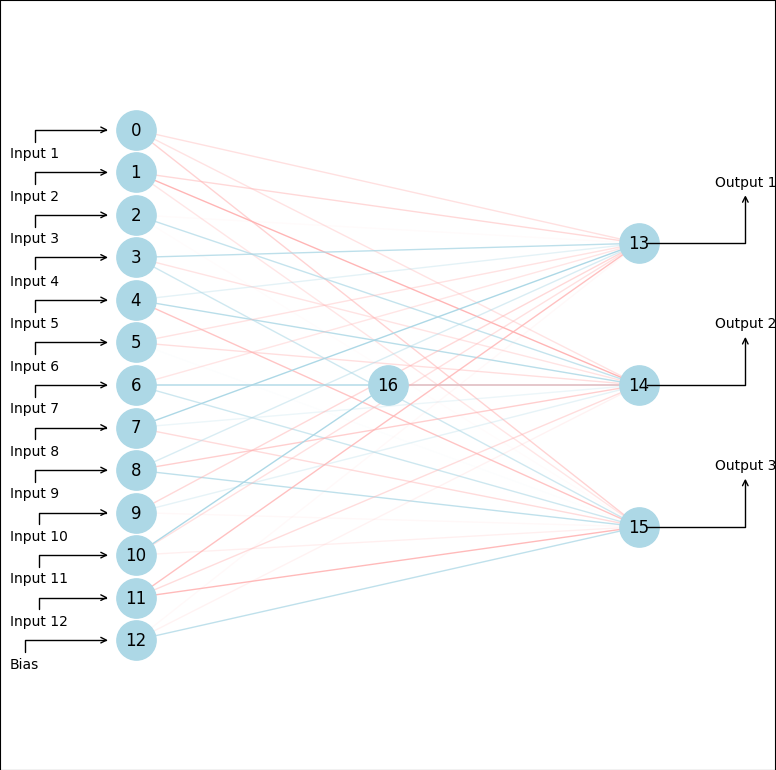 0
Input 1
1
Input 2
2
Input 3
3
Input 4
4
Input 5
5
Input 6
6
Input 7
7
Input 8
8
Input 9
9
Input 10
10
Input 11
11
Input 12
12
Bias
16
Output 1
13
Output 2
14
Output 3
15